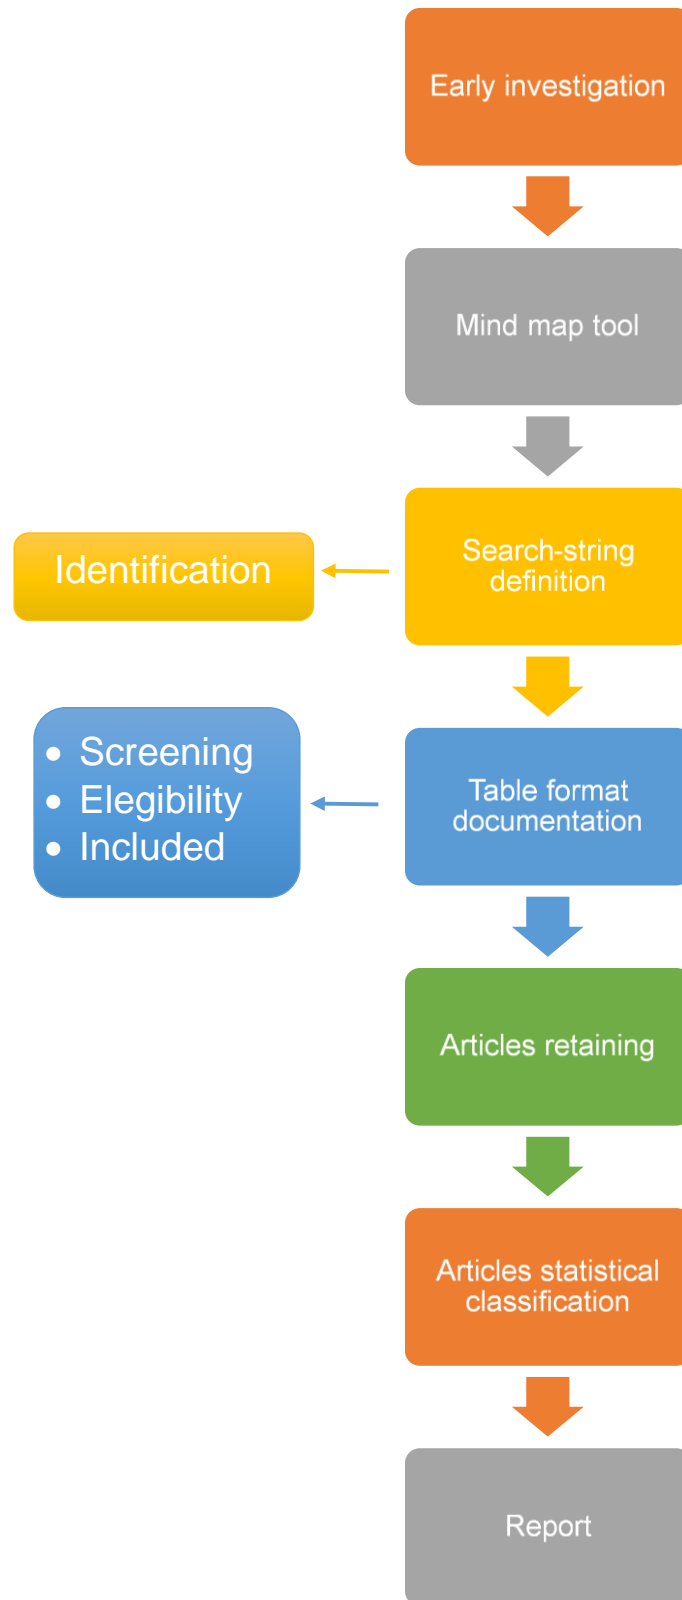 Early investigation
Mind map tool
Identification
Search-string
definition
• Screening
• Elegibility
• Included
Table format
documentation
Articles retaining
Articles statistical
classification
Report